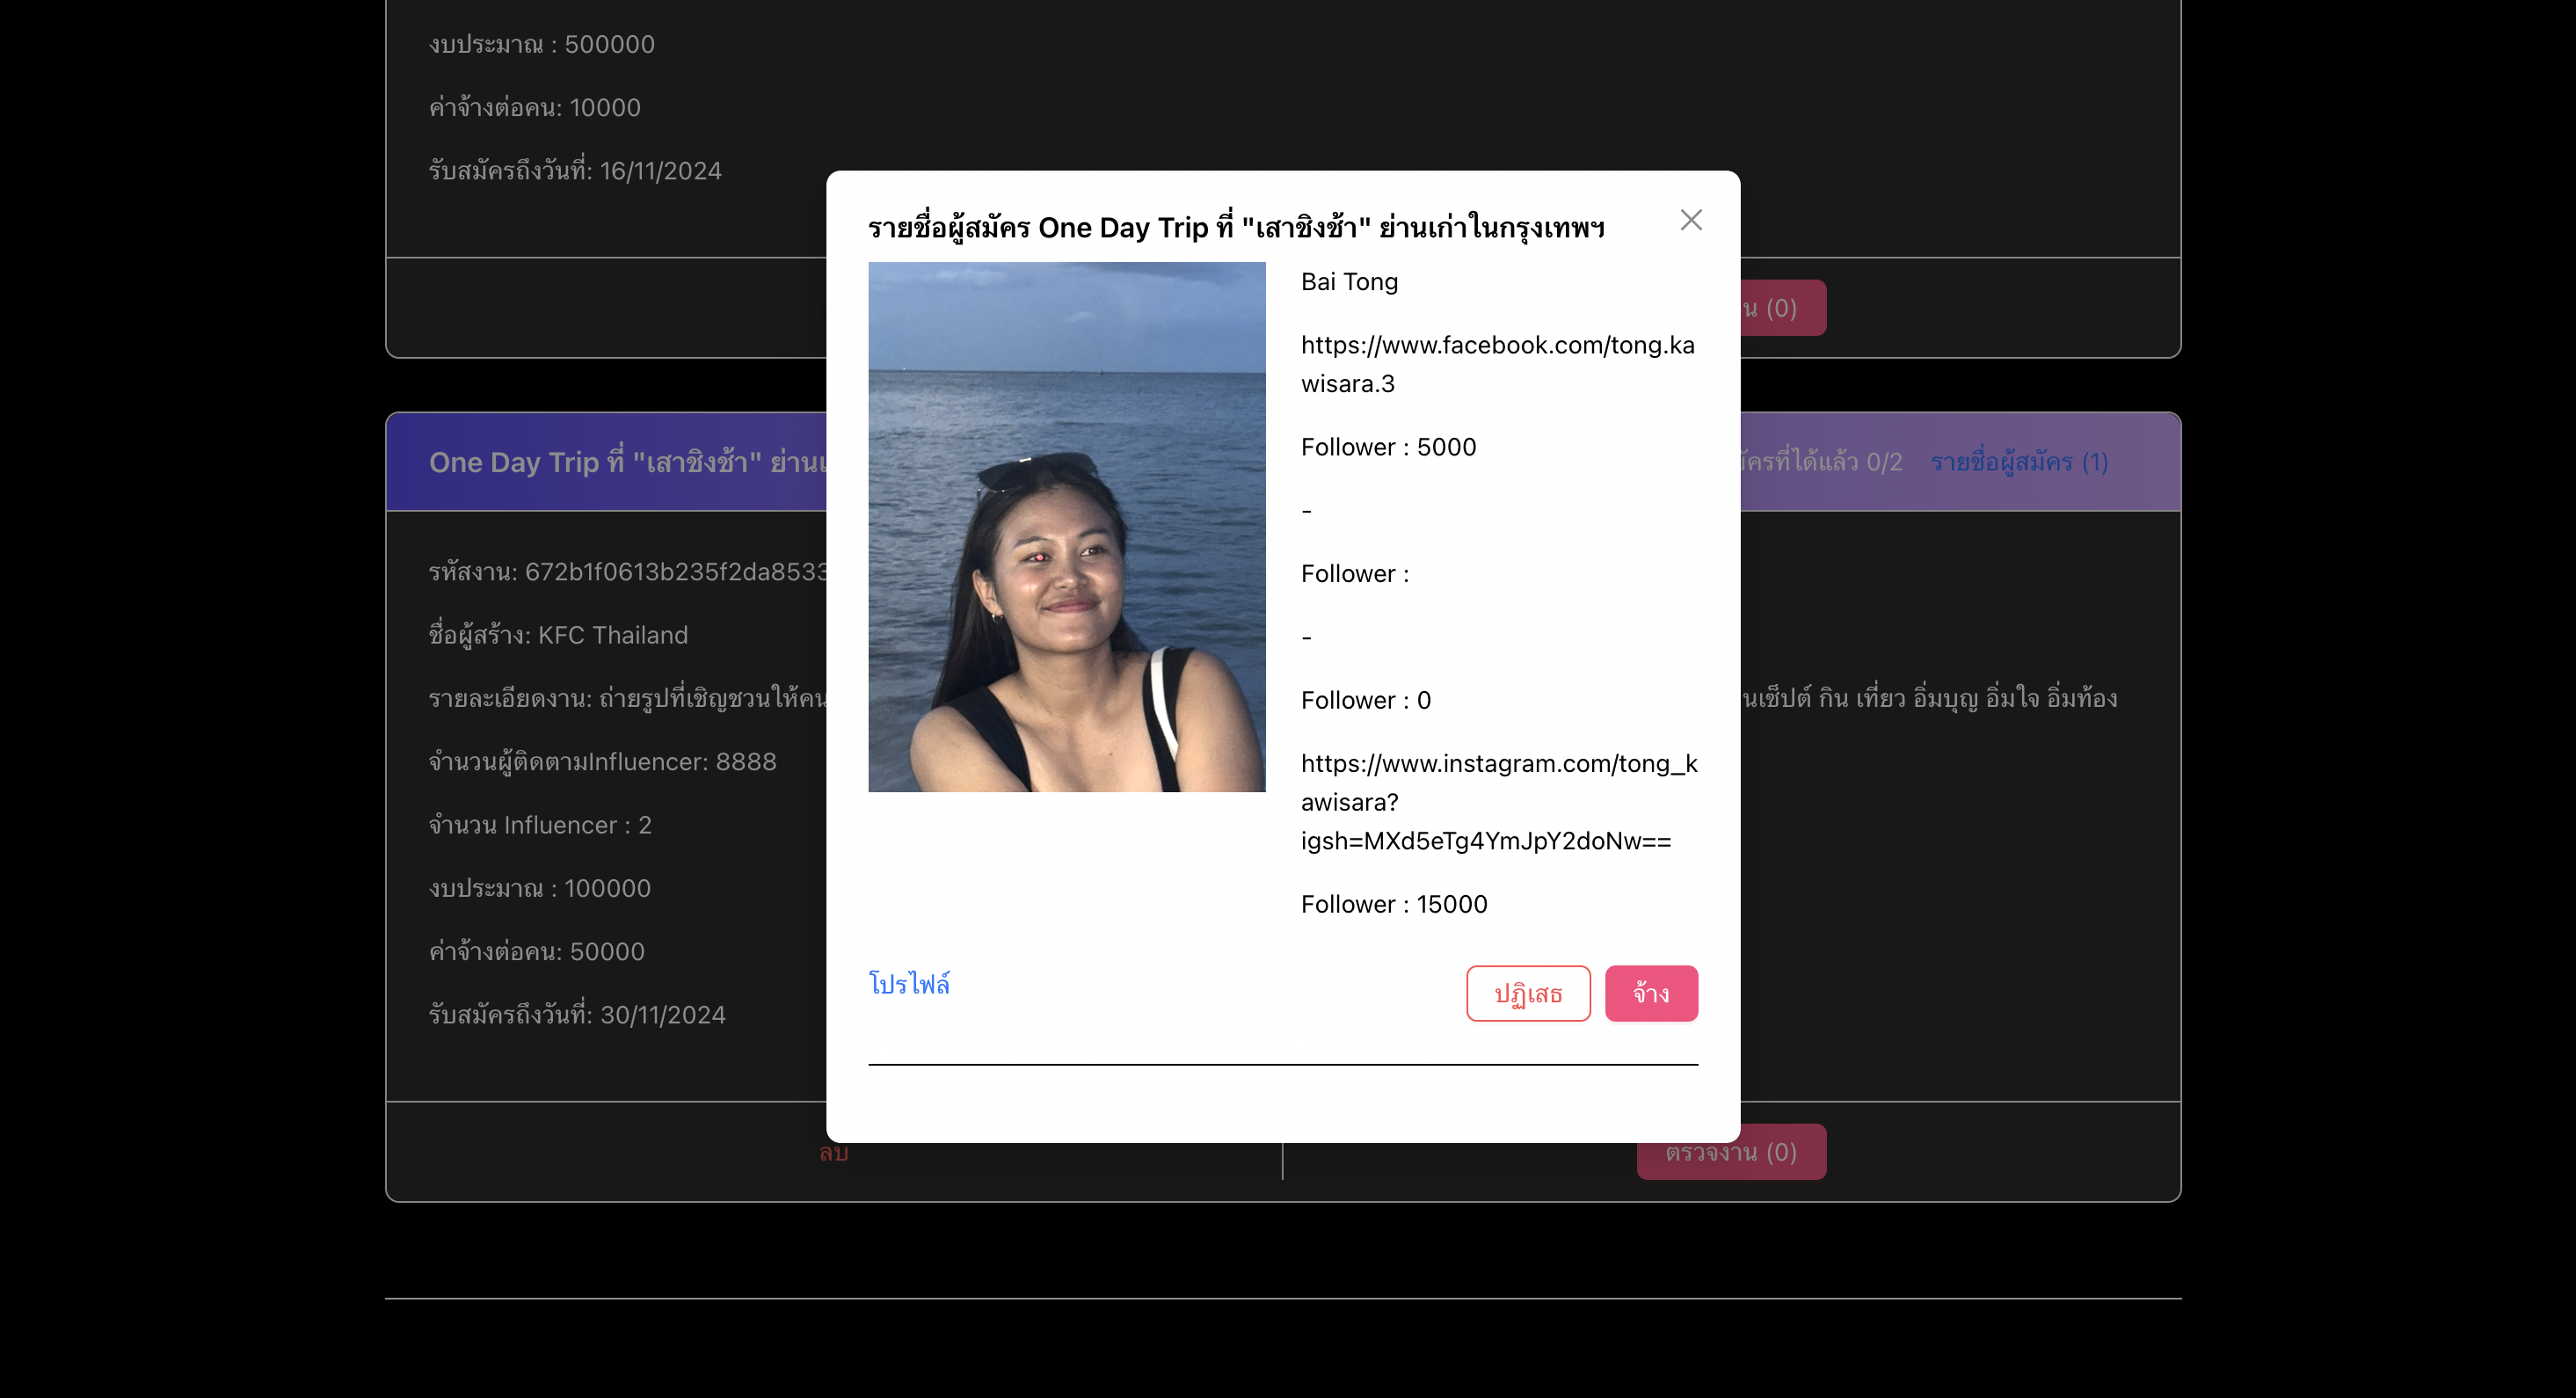 งบประมาณ : 500000
ค่าจ้างต่อคน: 10000
รับสมัครถึงวันที่: 16/11/2024
น (0)
รายชื่อผู้สมัคร One Day Trip ที่ "เสาชิงช้า" ย่านเก่าในกรุงเทพฯ
Bai Tong
https://www.facebook.com/tong.ka
wisara.3
Follower : 5000
-
Follower :
-
Follower : 0
https://www.instagram.com/tong_k
awisara?
igsh=MXd5eTg4YmJpY2doNw==
Follower : 15000
โปรไฟล์
ปฏิเสธ
จ้าง
One Day Trip ที่ "เสาชิงช้า" ย่านเ
ัครที่ได้แล้ว 0/2 รายชื่อผู้สมัคร (1)
รหัสงาน: 672b1f0613b235f2da8533
ชื่อผู้สร้าง: KFC Thailand
รายละเอียดงาน: ถ่ายรูปที่เชิญชวนให้คน
นเซ็ปต์ กิน เที่ยว อิ่มบุญ อิ่มใจ อิ่มท้อง
จำนวนผู้ติดตามInfluencer: 8888
จำนวน Influencer : 2
งบประมาณ : 100000
ค่าจ้างต่อคน: 50000
รับสมัครถึงวันที่: 30/11/2024
ลบ
ตรวจงาน (0)